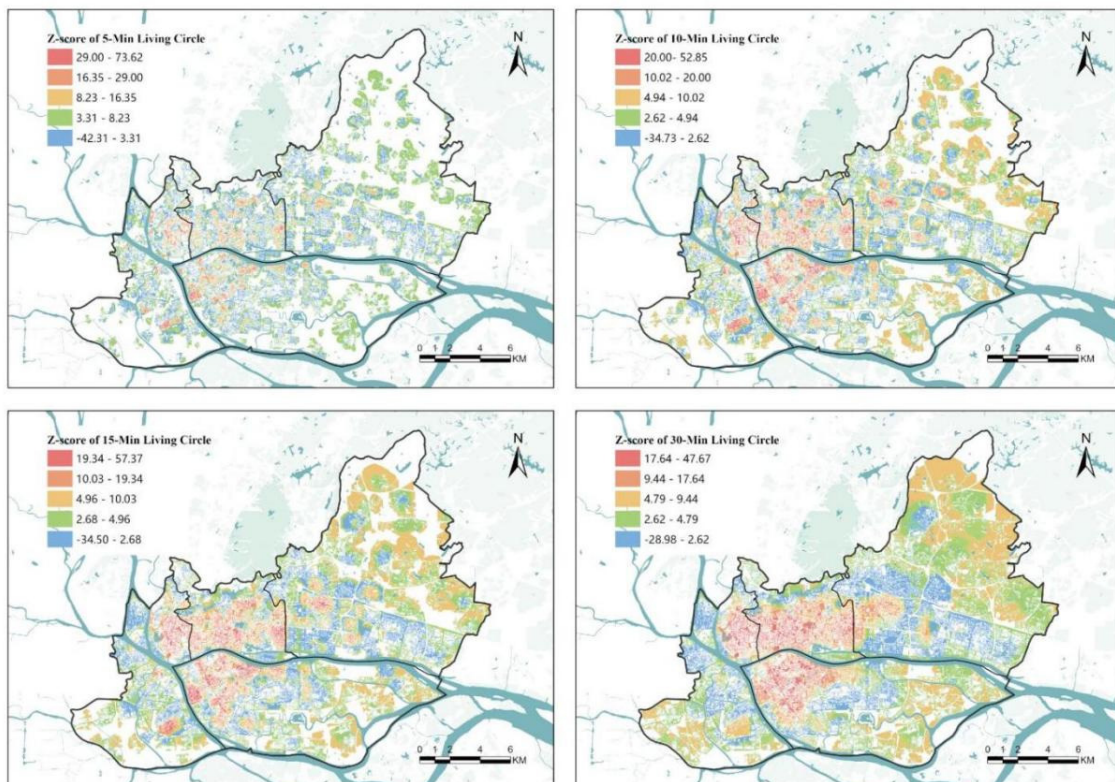 Z-score of 5-Min Living Circle
29.00 - 73.62
16.35 - 29.00
8.23 - 16.35
3.31 - 8.23
-42.31 - 3.31
N
0 1 2 4 6
KM
Z-score of 10-Min Living Circle
20.00- 52.85
10.02 - 20.00
4.94 - 10.02
2.62 - 4.94
-34.73 - 2.62
N
0 1 2 4 6
KM
Z-score of 15-Min Living Circle
19.34 - 57.37
10.03 - 19.34
4.96 - 10.03
2.68 - 4.96
-34.50 - 2.68
N
0 1 2 4 6
KM
Z-score of 30-Min Living Circle
17.64 - 47.67
9.44 - 17.64
4.79 - 9.44
2.62 - 4.79
-28.98 - 2.62
N
0 1 2 4 6
KM